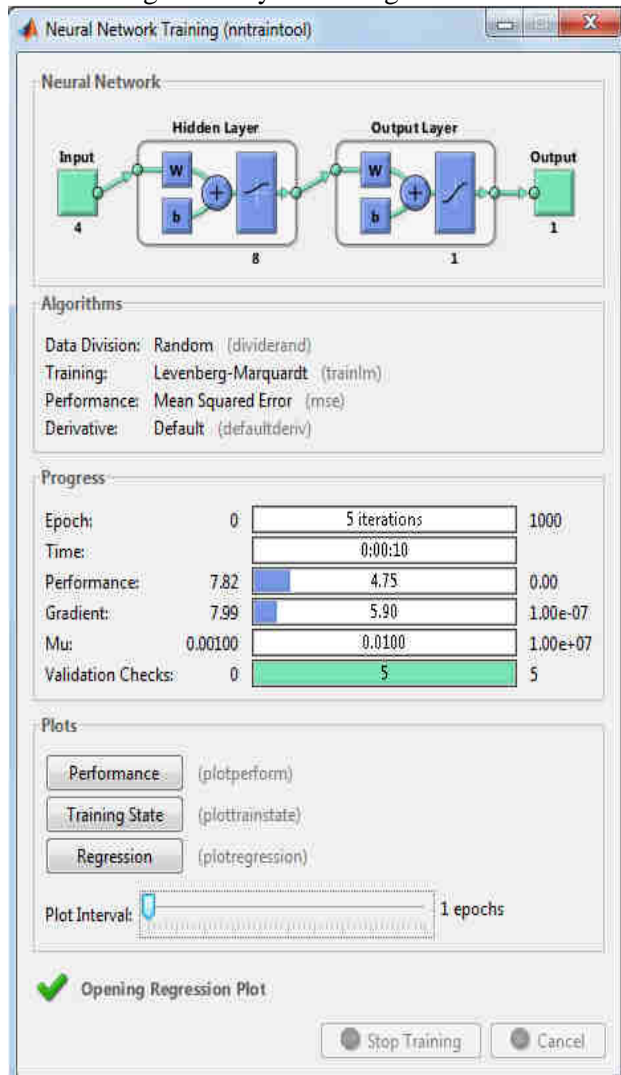 Neural Network Training (nntraintool)
Neural Network
Hidden Layer
Output Layer
Input
Output
W
b
W
b
4
8
1
1
Algorithms
Data Division: Random (dividerand)
Training: Levenberg-Marquardt (trainlm)
Performance: Mean Squared Error (mse)
Derivative: Default (defaultderiv)
Progress
Epoch: 0 5 iterations 1000
Time: 0:00:10
Performance: 7.82 4.75 0.00
Gradient: 7.99 5.90 1.00e-07
Mu: 0.00100 0.0100 1.00e+07
Validation Checks: 0 5 5
Plots
Performance (plotperform)
Training State (plottrainstate)
Regression (plotregression)
Plot Interval: 1 epochs
Opening Regression Plot
Stop Training Cancel